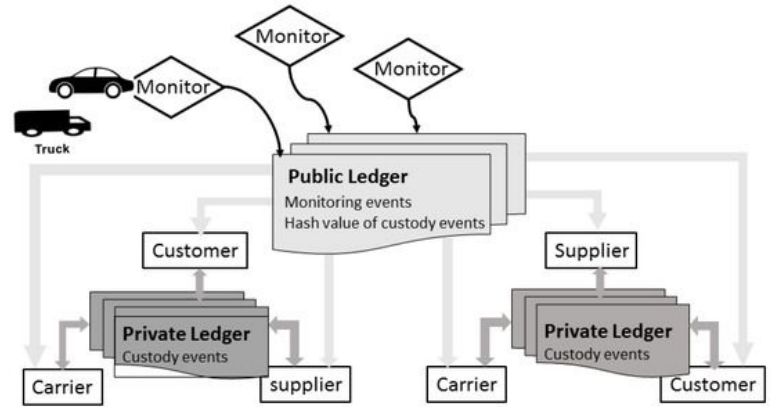 Monitor
Monitor
Monitor
Truck
Public Ledger
Monitoring events
Hash value of custody events
Customer
Supplier
Private Ledger
Custody events
Private Ledger
Custody events
Carrier
supplier
Carrier
Customer